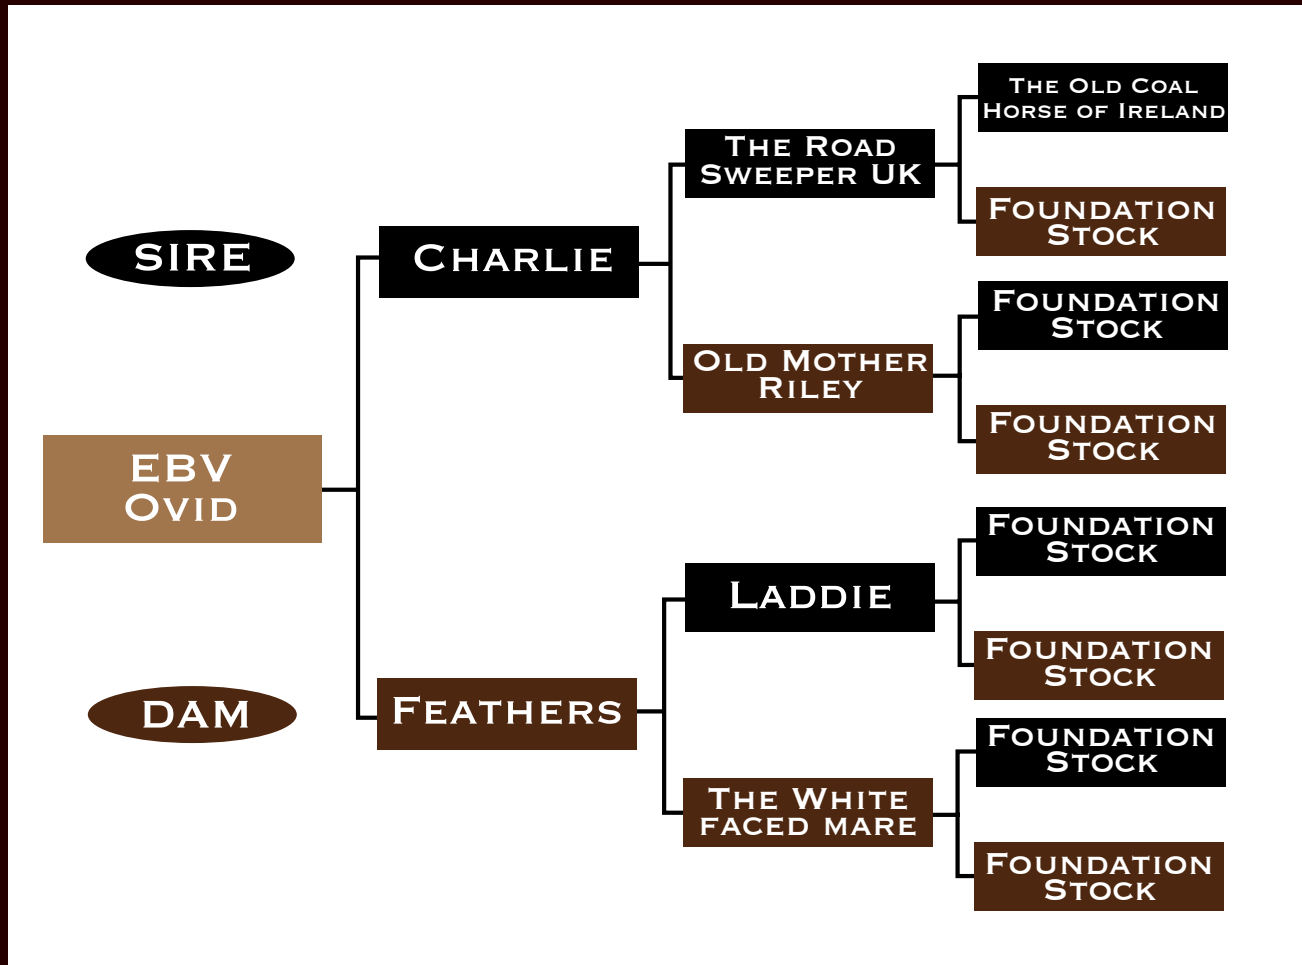 The Old Coal
Horse of Ireland
The Road
Sweeper UK
Foundation
Stock
SIRE
Charlie
Foundation
Stock
Old Mother
Riley
Foundation
Stock
EBV
Ovid
Foundation
Stock
Laddie
Foundation
Stock
DAM
Feathers
Foundation
Stock
The White
faced mare
Foundation
Stock